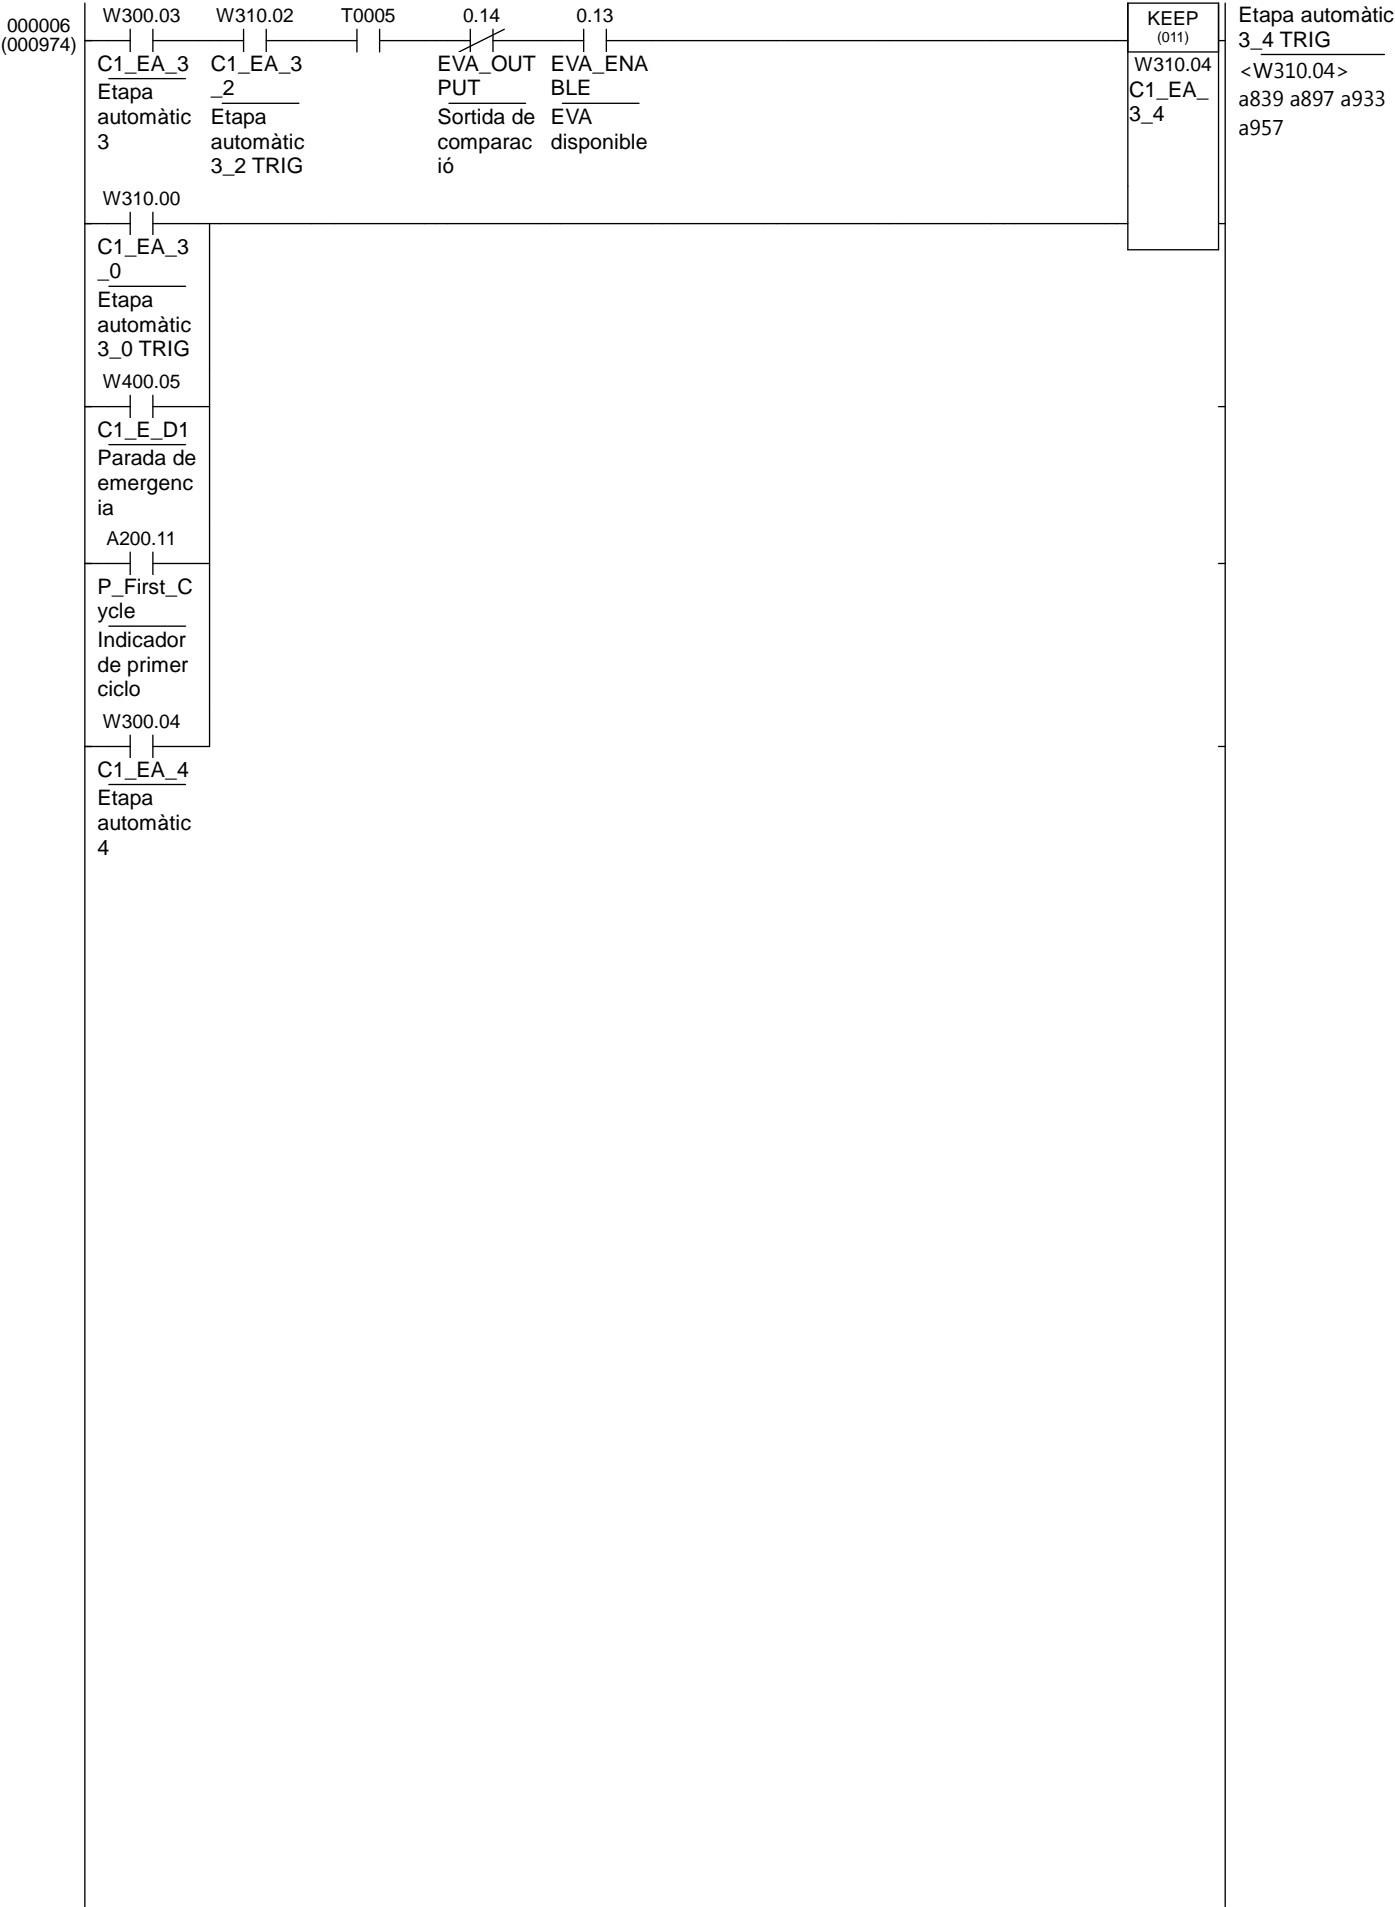 000006
(000974)
W300.03 W310.02 T0005 0.14 0.13
C1_EA_3
Etapa
automàtic
3
C1_EA_3
_2
Etapa
automàtic
3_2 TRIG
EVA_OUT
PUT
Sortida de
comparac
ió
EVA_ENA
BLE
EVA
disponible
KEEP
(011)
W310.04
C1_EA_
3_4
Etapa automàtic
3_4 TRIG
<W310.04>
a839 a897 a933
a957
W310.00
C1_EA_3
_0
Etapa
automàtic
3_0 TRIG
W400.05
C1_E_D1
Parada de
emergenc
ia
A200.11
P_First_C
ycle
Indicador
de primer
ciclo
W300.04
C1_EA_4
Etapa
automàtic
4